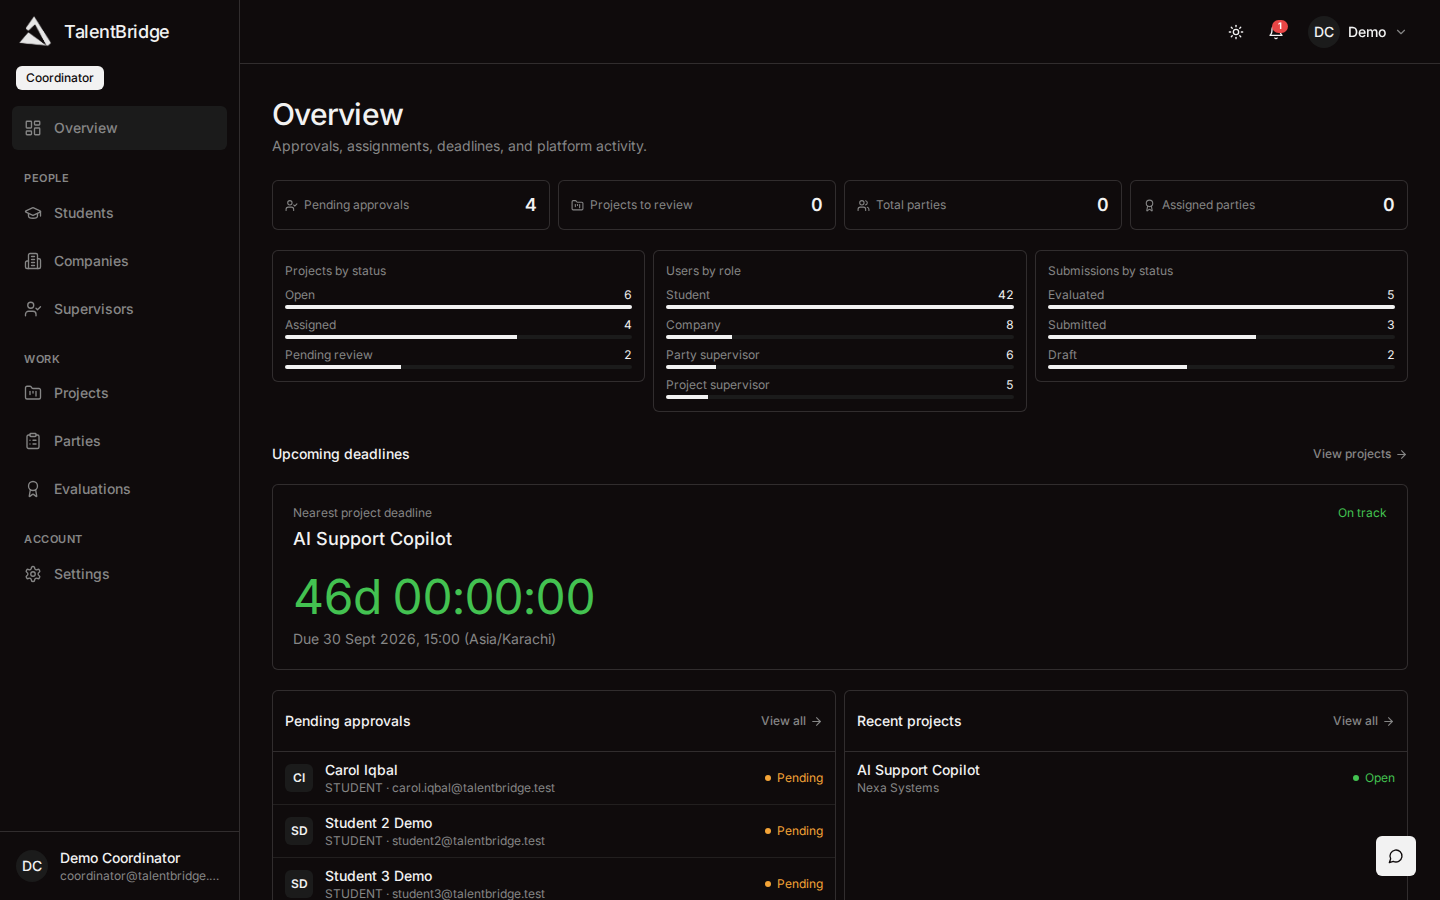 TalentBridge
Coordinator
Overview
PEOPLE
Students
Companies
Supervisors
WORK
Projects
Parties
Evaluations
ACCOUNT
Settings
DC
Demo Coordinator
coordinator@talentbridge....
1
DC
Demo
Overview
Approvals, assignments, deadlines, and platform activity.
Pending approvals 4
Projects to review 0
Total parties 0
Assigned parties 0
Projects by status
Open 6
Assigned 4
Pending review 2
Users by role
Student 42
Company 8
Party supervisor 6
Project supervisor 5
Submissions by status
Evaluated 5
Submitted 3
Draft 2
Upcoming deadlines
View projects →
Nearest project deadline
On track
AI Support Copilot
46d 00:00:00
Due 30 Sept 2026, 15:00 (Asia/Karachi)
Pending approvals
View all →
CI
Carol Iqbal
STUDENT · carol.iqbal@talentbridge.test
Pending
SD
Student 2 Demo
STUDENT · student2@talentbridge.test
Pending
SD
Student 3 Demo
STUDENT · student3@talentbridge.test
Pending
Recent projects
View all →
AI Support Copilot
Nexa Systems
Open